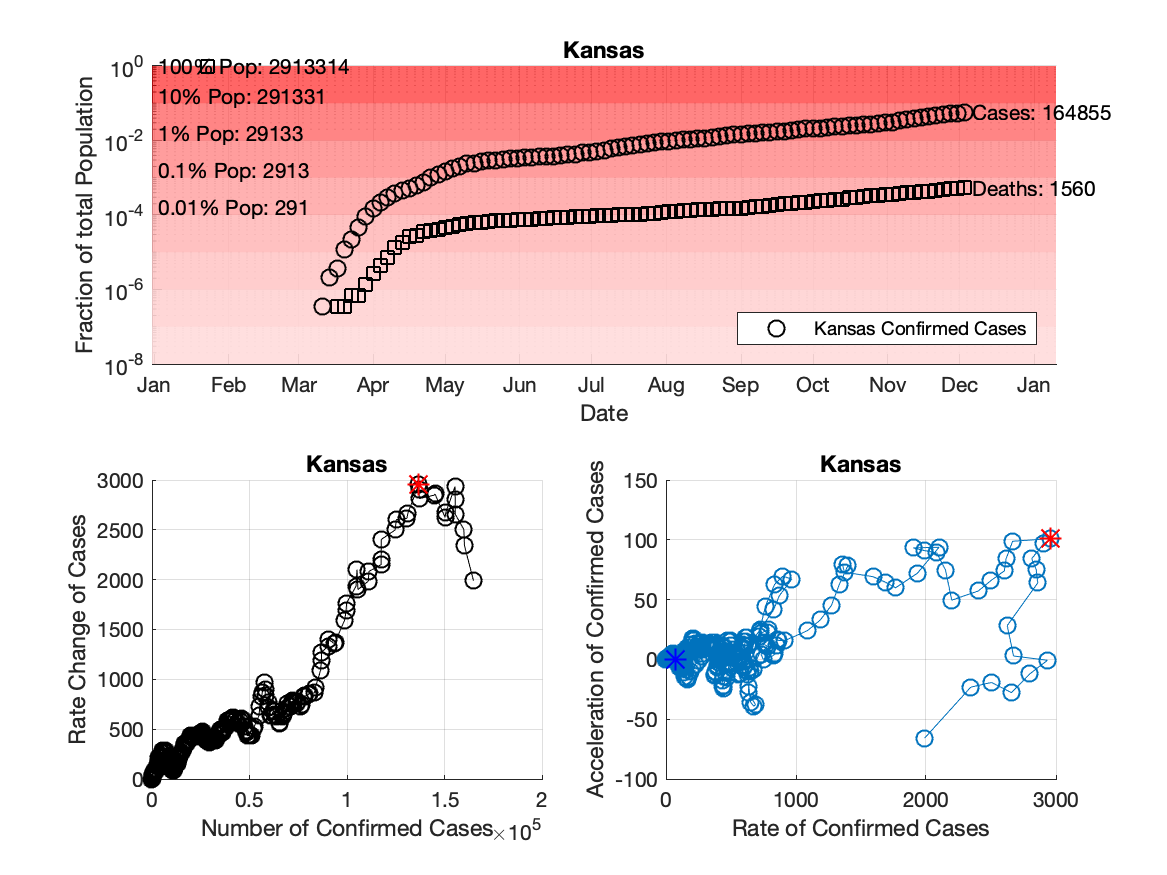 Kansas
10^0
10^-2
10^-4
10^-6
10^-8
Fraction of total Population
100% Pop: 2913314
10% Pop: 291331
1% Pop: 29133
0.1% Pop: 2913
0.01% Pop: 291
Cases: 164855
Deaths: 1560
Kansas Confirmed Cases
Jan Feb Mar Apr May Jun Jul Aug Sep Oct Nov Dec Jan
Date
Kansas
3000
2500
2000
1500
1000
500
0
Rate Change of Cases
0 0.5 1 1.5 2
Number of Confirmed Cases ×10^5
Kansas
150
100
50
0
-50
-100
Acceleration of Confirmed Cases
0 1000 2000 3000
Rate of Confirmed Cases